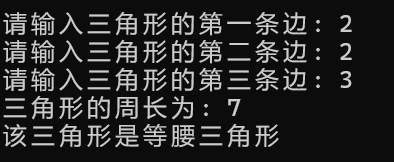 请输入三角形的第一条边: 2
请输入三角形的第二条边: 2
请输入三角形的第三条边: 3
三角形的周长为: 7
该三角形是等腰三角形